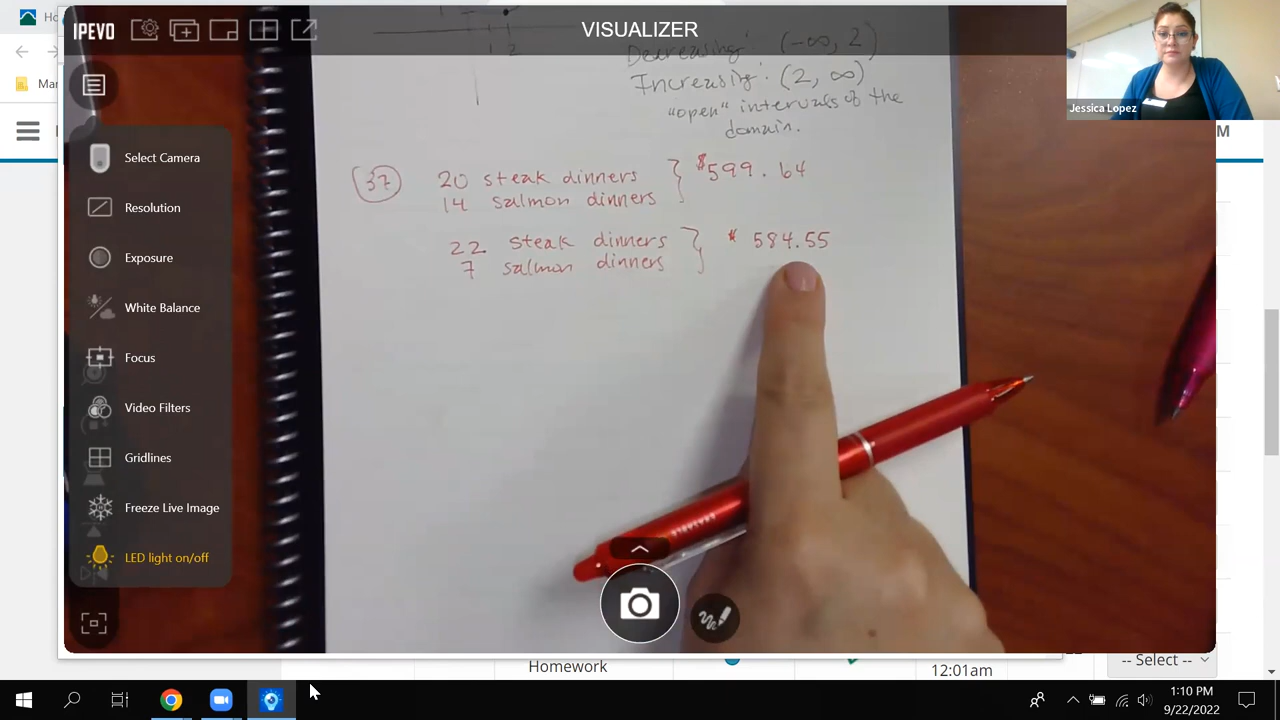 IPEVO
VISUALIZER
Jessica Lopez
Select Camera
Resolution
Exposure
White Balance
Focus
Video Filters
Gridlines
Freeze Live Image
LED light on/off
2
Decreasing: (-∞, 2)
Increasing: (2, ∞)
"open" intervals of the
domain.
37 20 steak dinners } $599.64
14 salmon dinners
22 steak dinners } $ 584.55
7 salmon dinners
Homework
12:01am
-- Select --
1:10 PM
9/22/2022